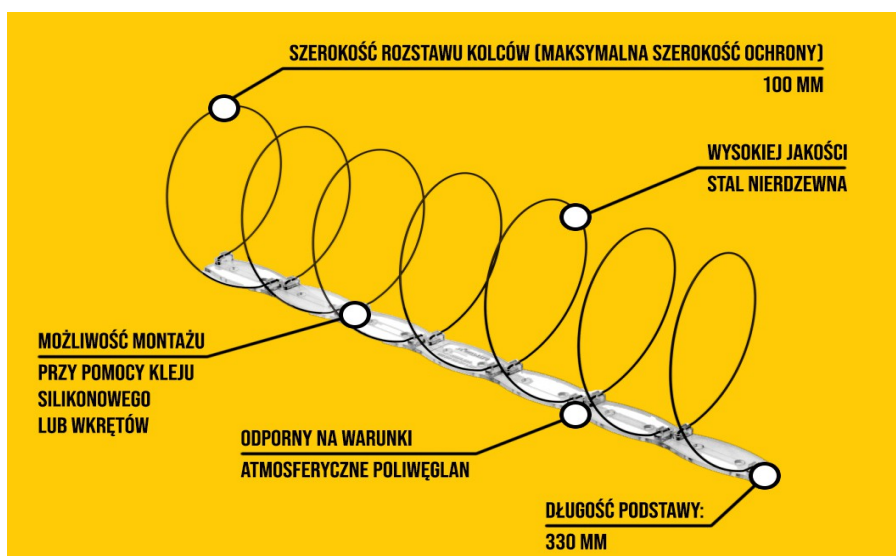 SZEROKOŚĆ ROZSTAWU KOLCÓW (MAKSYMALNA SZEROKOŚĆ OCHRONY)
100 MM
WYSOKIEJ JAKOŚCI
STAL NIERDZEWNA
MOŻLIWOŚĆ MONTAŻU
PRZY POMOCY KLEJU
SILIKONOWEGO
LUB WKRĘTÓW
ODPORNY NA WARUNKI
ATMOSFERYCZNE POLIWĘGLAN
DŁUGOŚĆ PODSTAWY:
330 MM